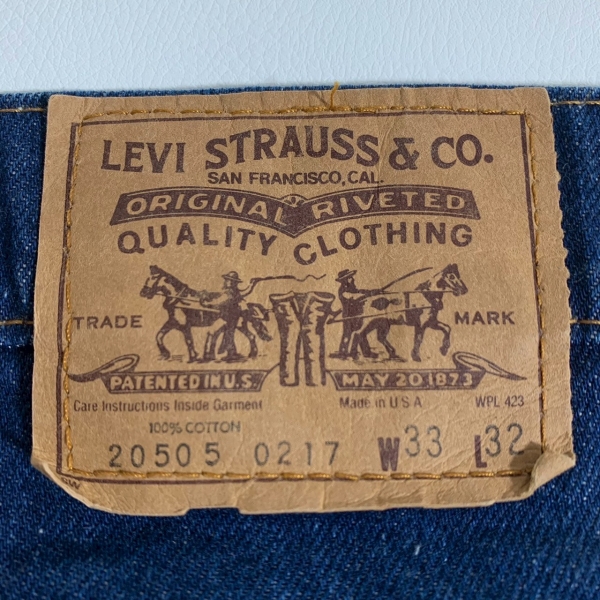 LEVI STRAUSS & CO.
SAN FRANCISCO, CAL.
ORIGINAL RIVETED
QUALITY CLOTHING
TRADE MARK
PATENTED IN U.S. MAY 20 1873
Care Instructions Inside Garment Made in U S A WPL 423
100% COTTON
20505 0217 W33 L32